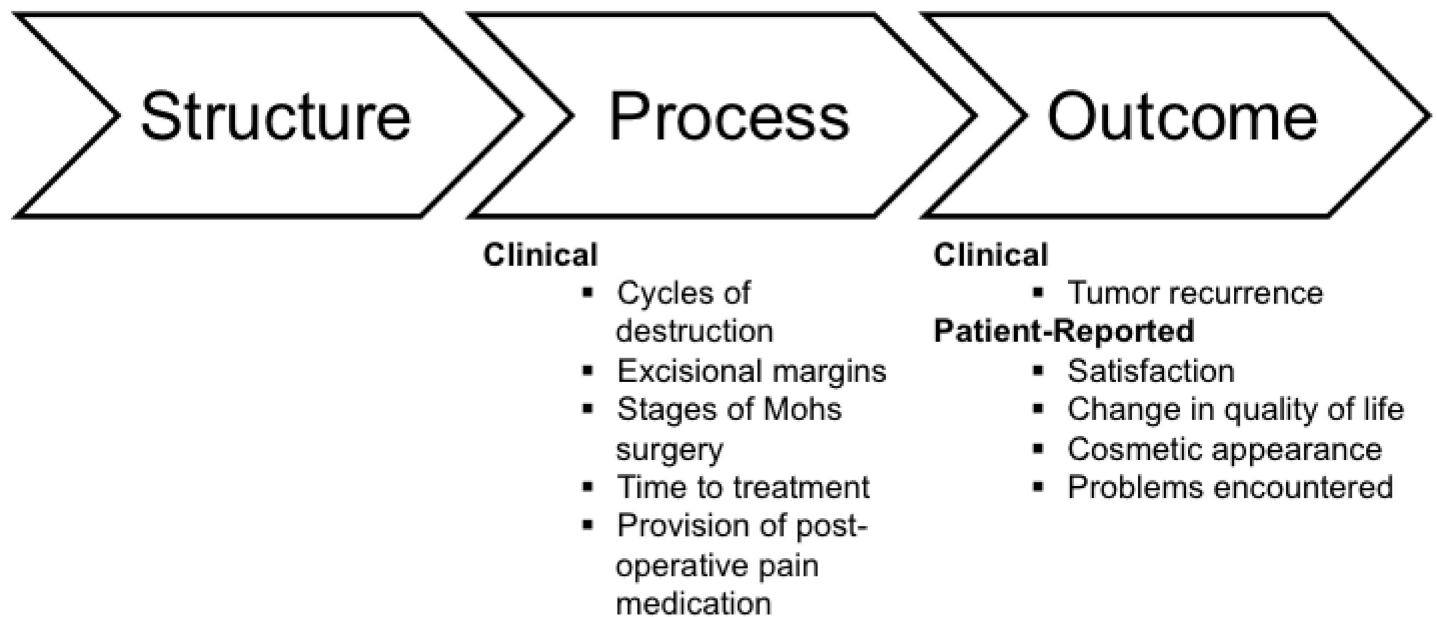 Structure
Process
Outcome
Clinical
▪ Cycles of
destruction
▪ Excisional margins
▪ Stages of Mohs
surgery
▪ Time to treatment
▪ Provision of post-
operative pain
medication
Clinical
▪ Tumor recurrence
Patient-Reported
▪ Satisfaction
▪ Change in quality of life
▪ Cosmetic appearance
▪ Problems encountered